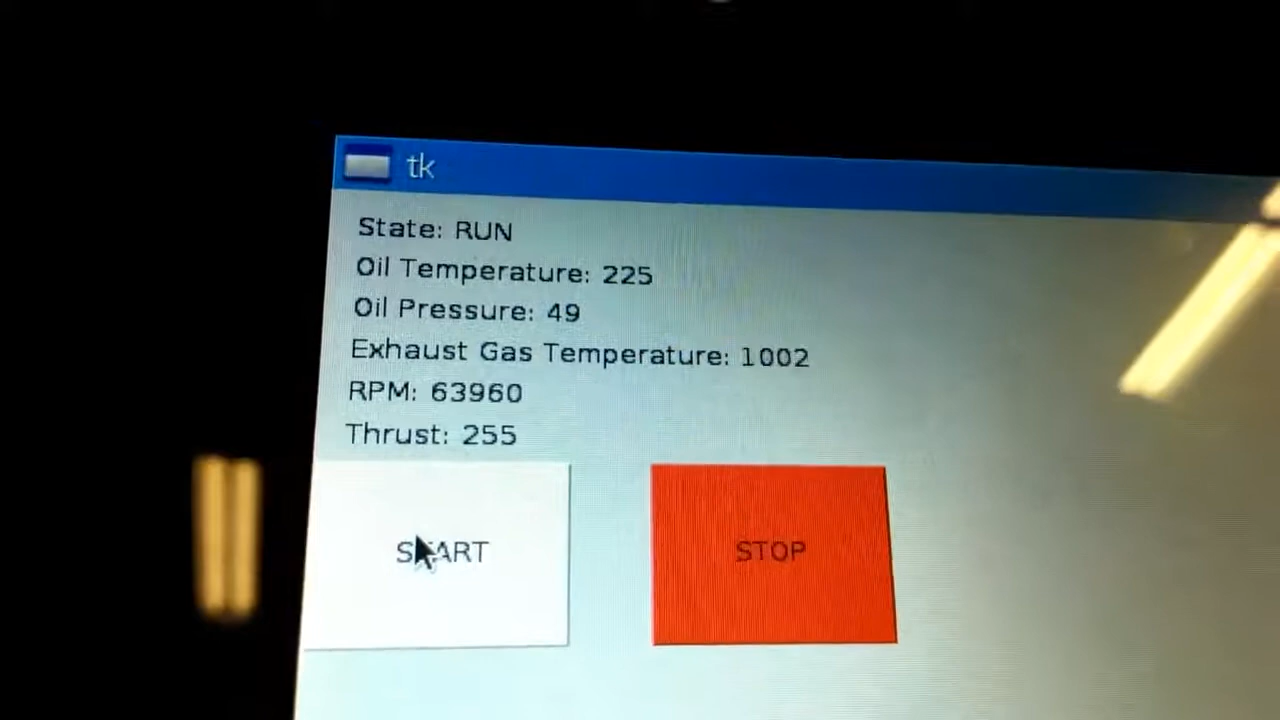 tk
State: RUN
Oil Temperature: 225
Oil Pressure: 49
Exhaust Gas Temperature: 1002
RPM: 63960
Thrust: 255
START
STOP